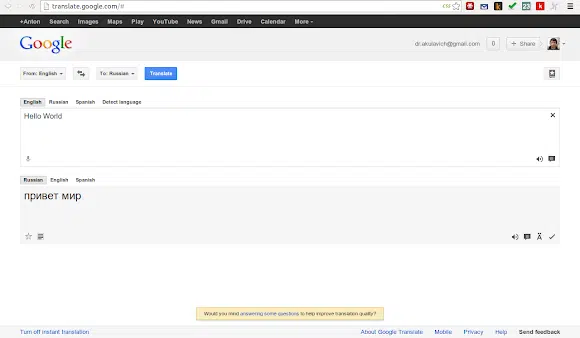 translate.google.com/#
+Anton Search Images Maps Play YouTube News Gmail Drive Calendar More
Google
dr.akulavich@gmail.com 0 + Share
From: English To: Russian Translate
English Russian Spanish Detect language
Hello World
Russian English Spanish
привет мир
Ä
Would you mind answering some questions to help improve translation quality?
Turn off instant translation About Google Translate Mobile Privacy Help Send feedback